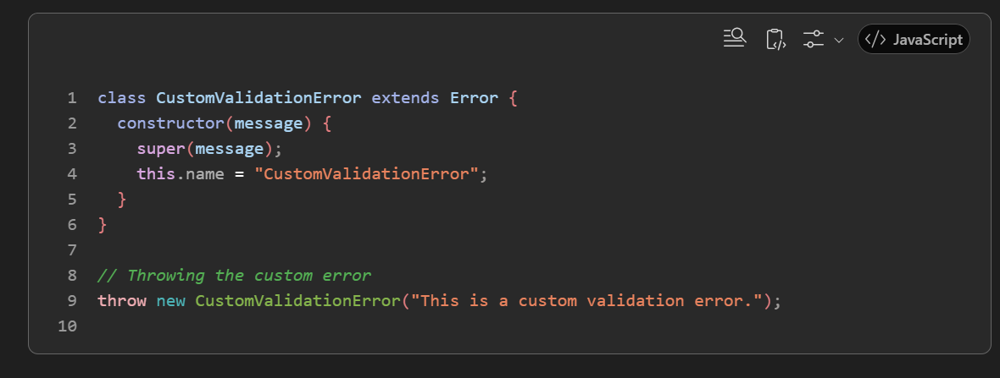 </> JavaScript
1 class CustomValidationError extends Error {
2   constructor(message) {
3     super(message);
4     this.name = "CustomValidationError";
5   }
6 }
7
8 // Throwing the custom error
9 throw new CustomValidationError("This is a custom validation error.");
10